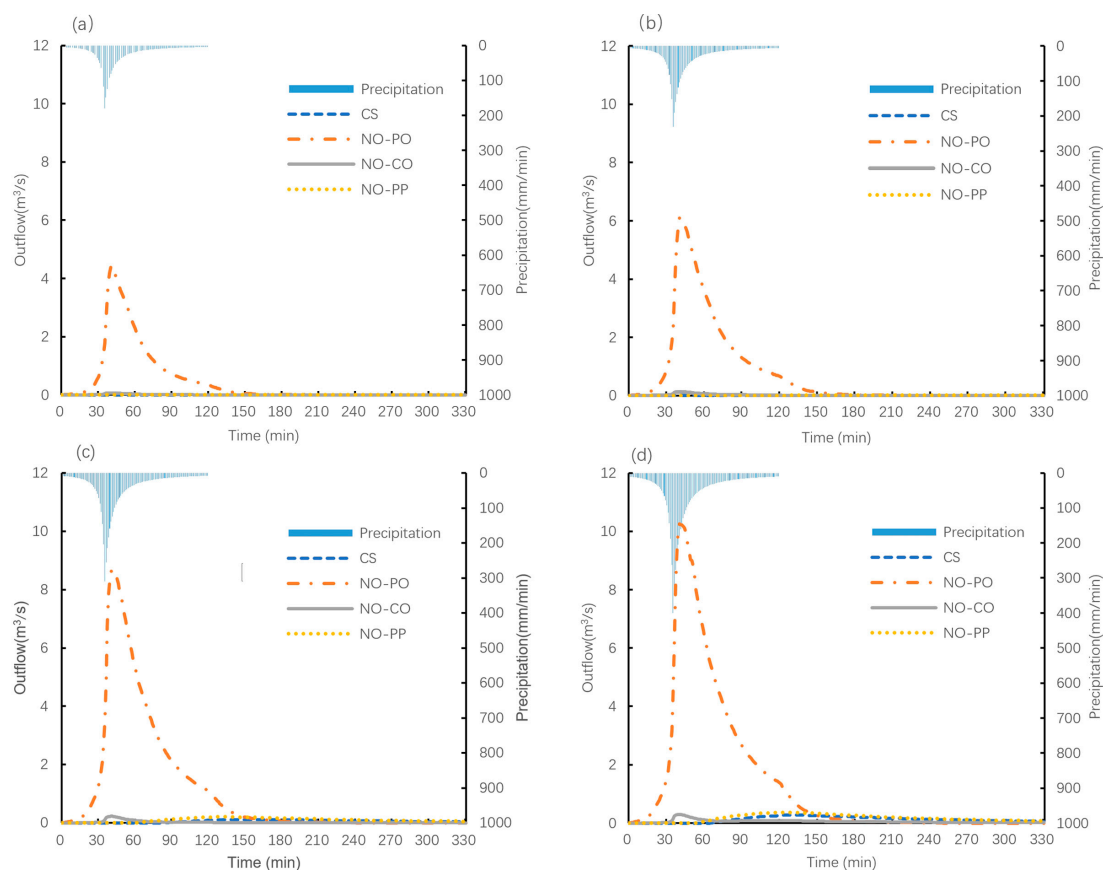 (a)
12
10
8
6
4
2
0
Outflow(m³/s)
0
100
200
300
400
500
600
700
800
900
1000
Precipitation(mm/min)
Precipitation
CS
NO-PO
NO-CO
NO-PP
0 30 60 90 120 150 180 210 240 270 300 330
Time (min)
(b)
12
10
8
6
4
2
0
Outflow(m³/s)
0
100
200
300
400
500
600
700
800
900
1000
Precipitation(mm/min)
Precipitation
CS
NO-PO
NO-CO
NO-PP
0 30 60 90 120 150 180 210 240 270 300 330
Time (min)
(c)
12
10
8
6
4
2
0
Outflow(m³/s)
0
100
200
300
400
500
600
700
800
900
1000
Precipitation(mm/min)
Precipitation
CS
NO-PO
NO-CO
NO-PP
0 30 60 90 120 150 180 210 240 270 300 330
Time (min)
(d)
12
10
8
6
4
2
0
Outflow(m³/s)
0
100
200
300
400
500
600
700
800
900
1000
Precipitation(mm/min)
Precipitation
CS
NO-PO
NO-CO
NO-PP
0 30 60 90 120 150 180 210 240 270 300 330
Time (min)